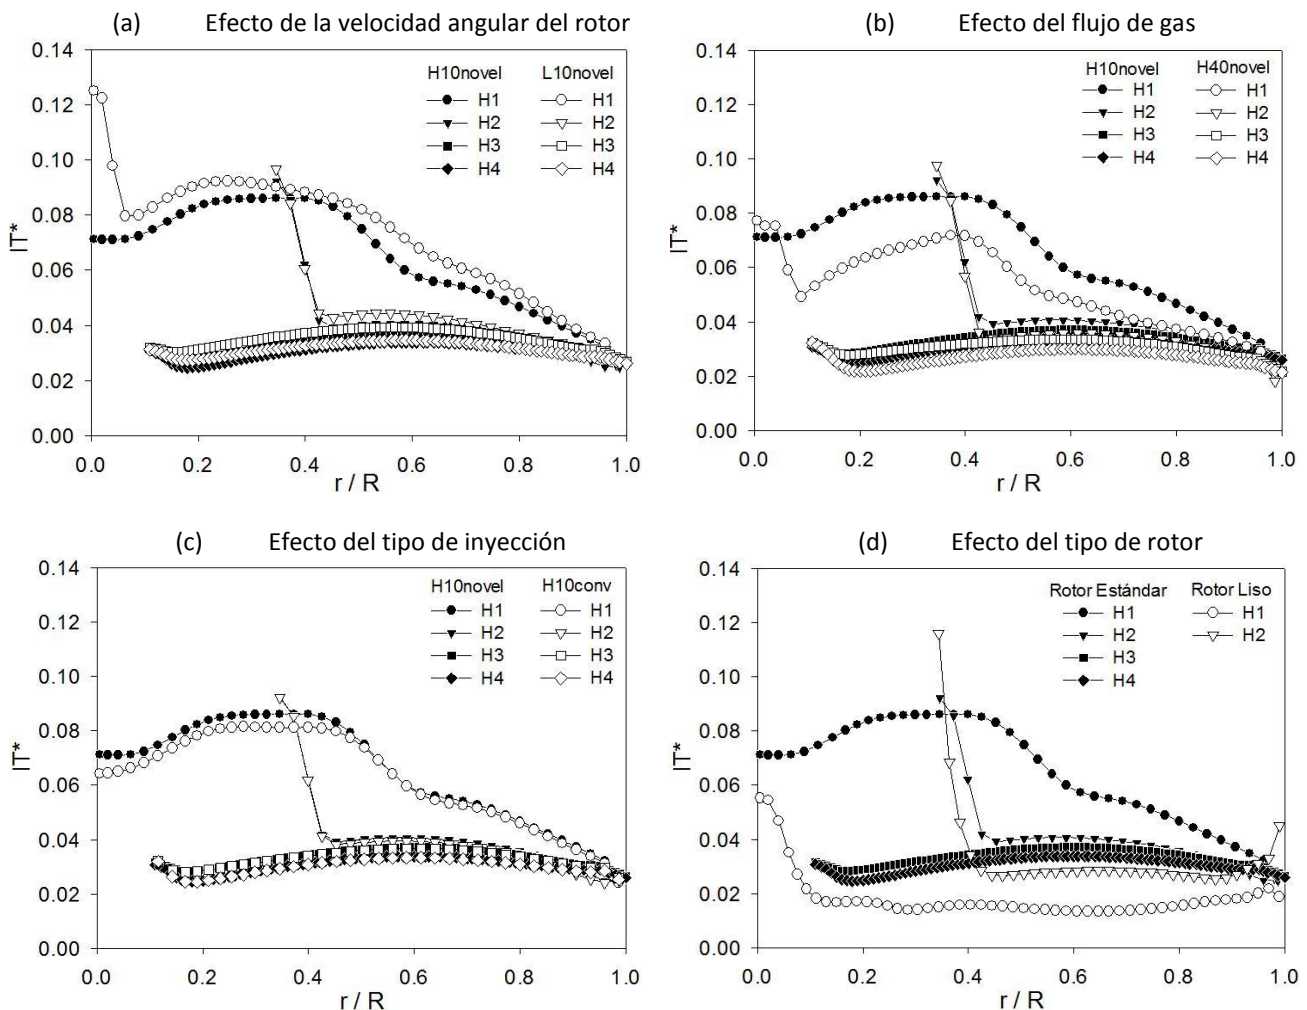 (a) Efecto de la velocidad angular del rotor
H10novel L10novel
H1 H1
H2 H2
H3 H3
H4 H4
0.14
0.12
0.10
0.08
0.06
0.04
0.02
0.00
IT*
0.0 0.2 0.4 0.6 0.8 1.0
r / R
(b) Efecto del flujo de gas
H10novel H40novel
H1 H1
H2 H2
H3 H3
H4 H4
0.14
0.12
0.10
0.08
0.06
0.04
0.02
0.00
IT*
0.0 0.2 0.4 0.6 0.8 1.0
r / R
(c) Efecto del tipo de inyección
H10novel H10conv
H1 H1
H2 H2
H3 H3
H4 H4
0.14
0.12
0.10
0.08
0.06
0.04
0.02
0.00
IT*
0.0 0.2 0.4 0.6 0.8 1.0
r / R
(d) Efecto del tipo de rotor
Rotor Estándar Rotor Liso
H1 H1
H2 H2
H3
H4
0.14
0.12
0.10
0.08
0.06
0.04
0.02
0.00
IT*
0.0 0.2 0.4 0.6 0.8 1.0
r / R